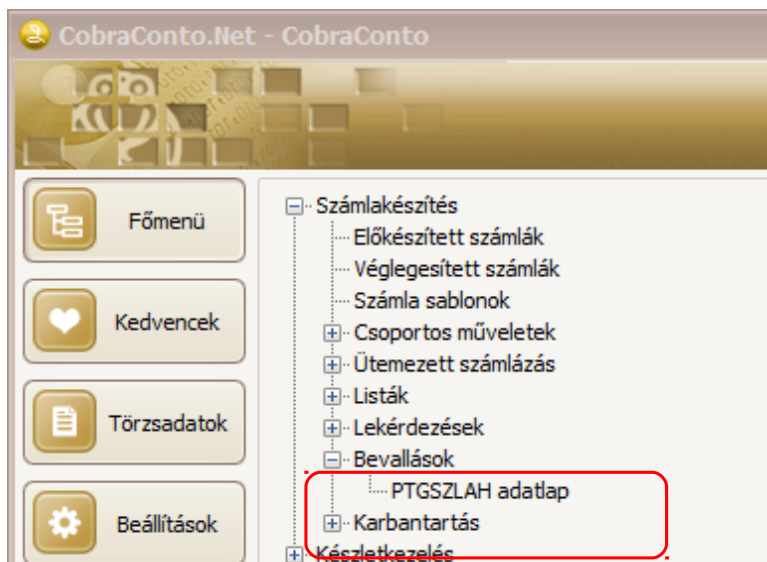 CobraConto.Net - CobraConto
Főmenü
Kedvencek
Törzsadatok
Beállítások
Számlakészítés
Előkészített számlák
Véglegesített számlák
Számla sablonok
Csoportos műveletek
Ütemezett számlázás
Listák
Lekérdezések
Bevallások
PTGSZLAH adatlap
Karbantartás
Készletkezelés